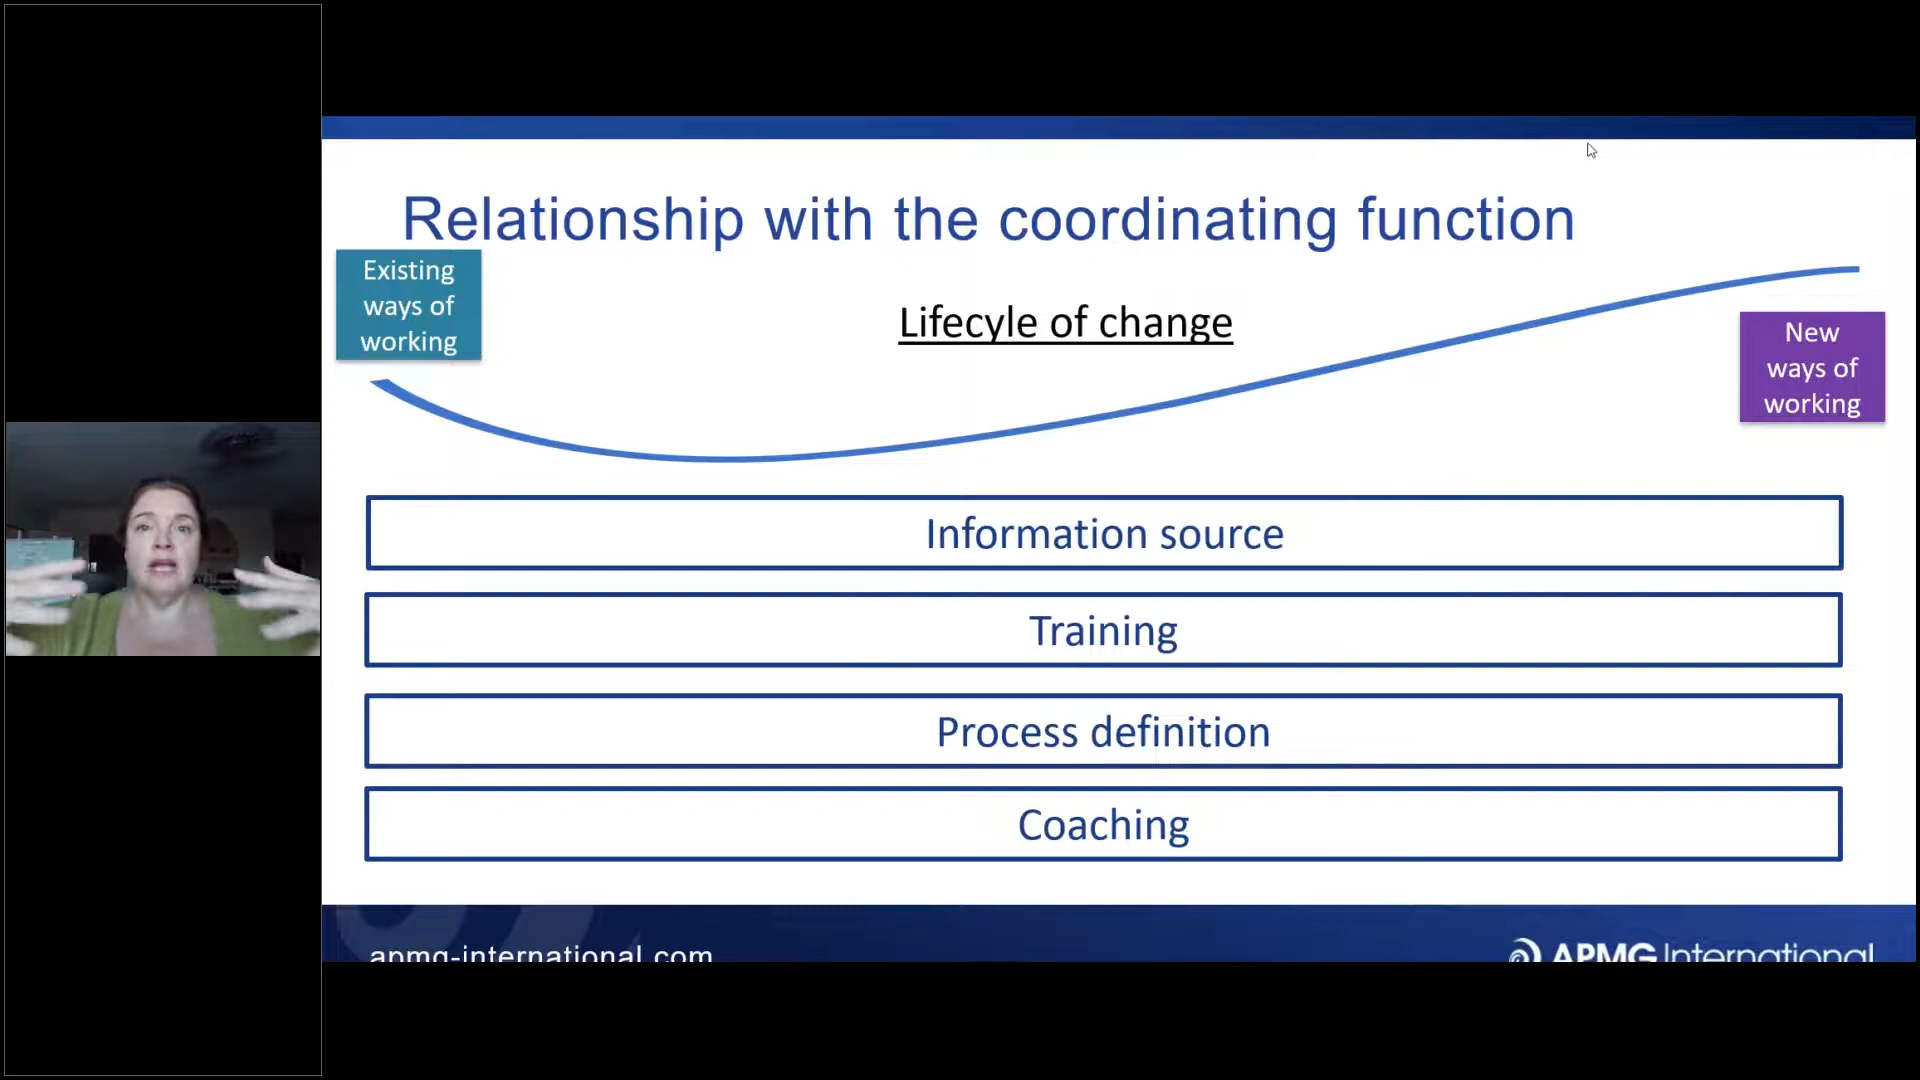 Relationship with the coordinating function
Existing
ways of
working
Lifecyle of change
New
ways of
working
Information source
Training
Process definition
Coaching
apmg-international.com
APMG International